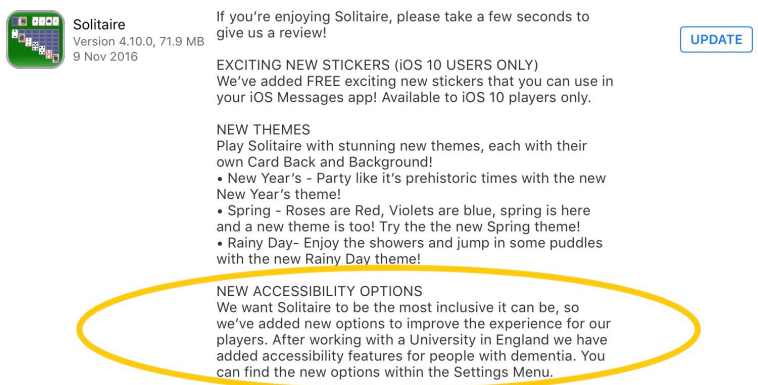 Solitaire
Version 4.10.0, 71.9 MB
9 Nov 2016
If you're enjoying Solitaire, please take a few seconds to
give us a review!
UPDATE
EXCITING NEW STICKERS (iOS 10 USERS ONLY)
We've added FREE exciting new stickers that you can use in
your iOS Messages app! Available to iOS 10 players only.
NEW THEMES
Play Solitaire with stunning new themes, each with their
own Card Back and Background!
• New Year's - Party like it's prehistoric times with the new
New Year's theme!
• Spring - Roses are Red, Violets are blue, spring is here
and a new theme is too! Try the the new Spring theme!
• Rainy Day- Enjoy the showers and jump in some puddles
with the new Rainy Day theme!
NEW ACCESSIBILITY OPTIONS
We want Solitaire to be the most inclusive it can be, so
we've added new options to improve the experience for our
players. After working with a University in England we have
added accessibility features for people with dementia. You
can find the new options within the Settings Menu.